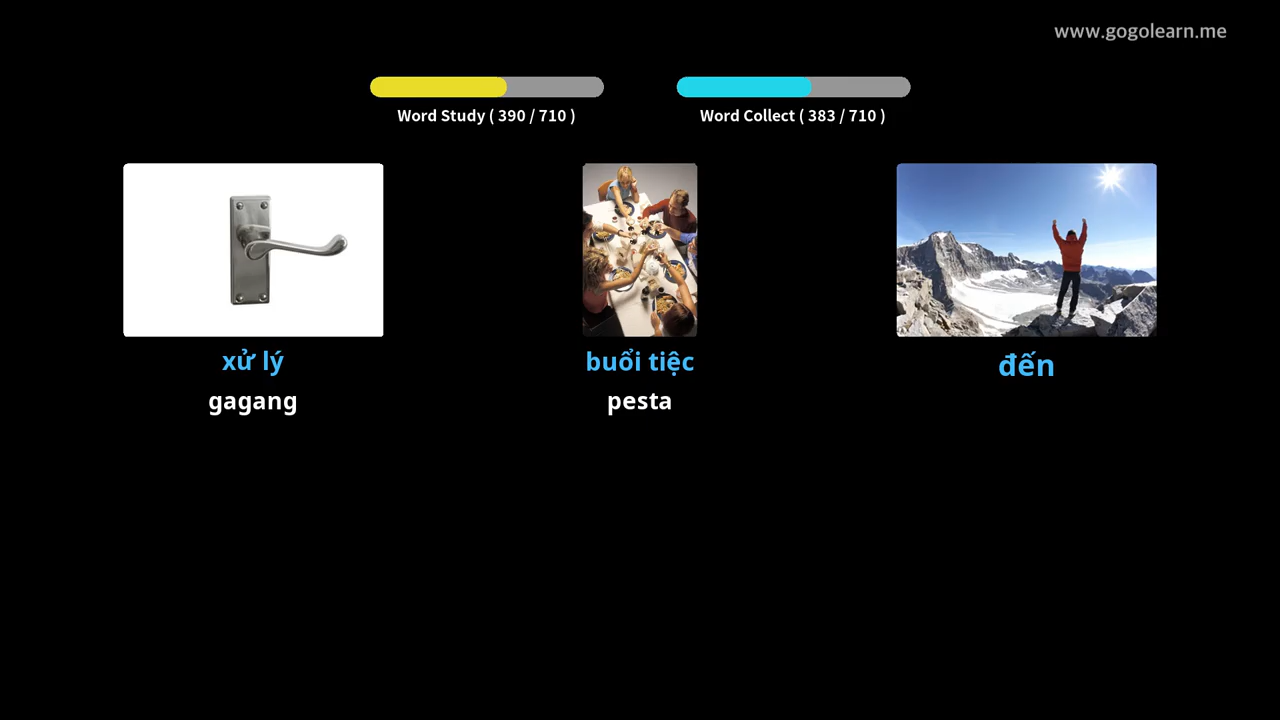 www.gogolearn.me
Word Study ( 390 / 710 )
Word Collect ( 383 / 710 )
xử lý
gagang
buổi tiệc
pesta
đến